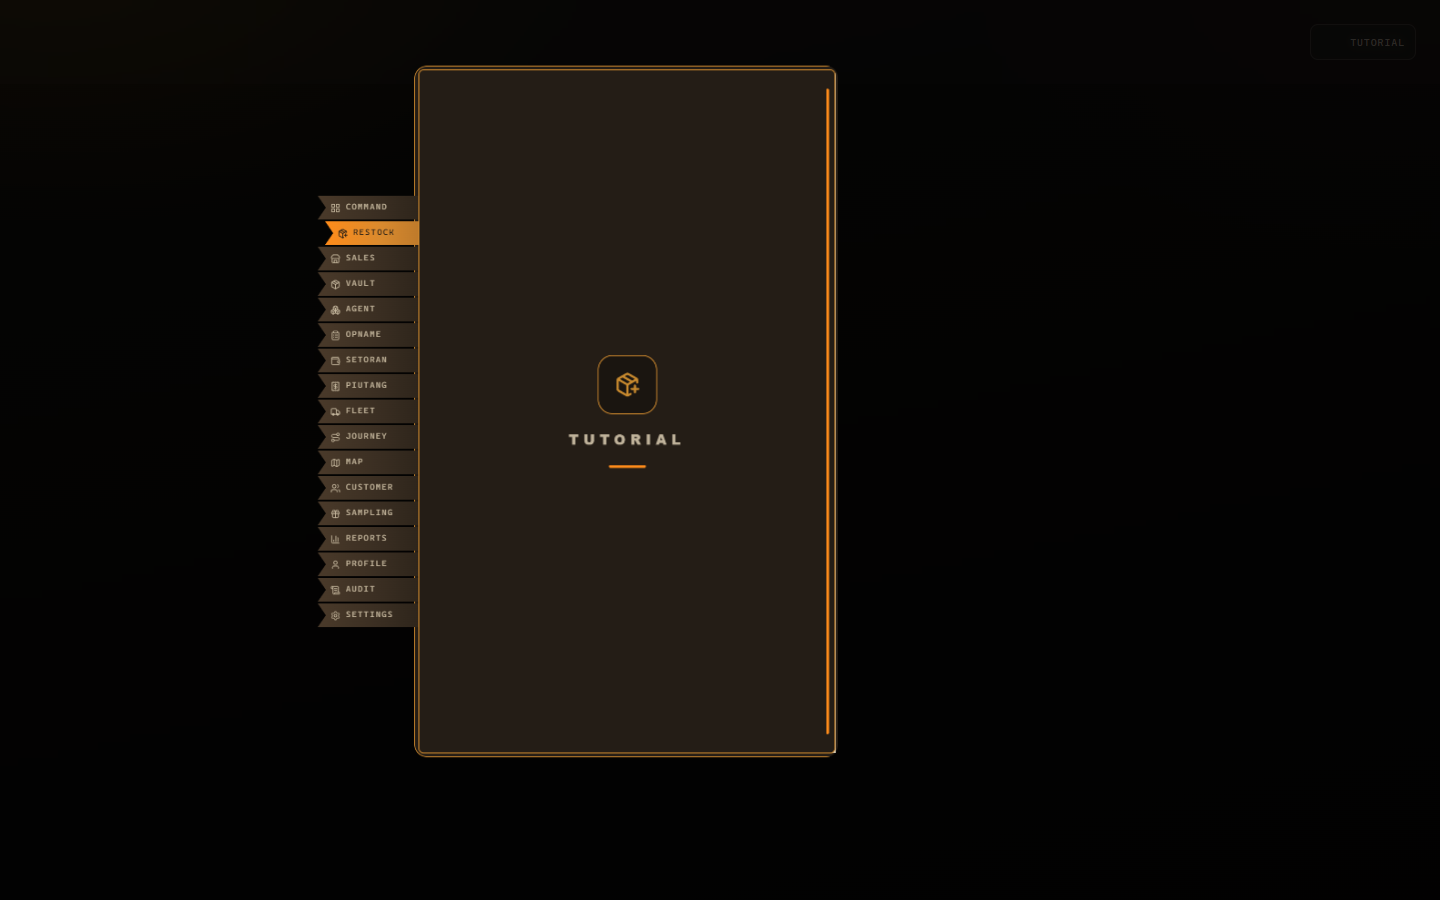 TUTORIAL
COMMAND
RESTOCK
SALES
VAULT
AGENT
OPNAME
SETORAN
PIUTANG
FLEET
JOURNEY
MAP
CUSTOMER
SAMPLING
REPORTS
PROFILE
AUDIT
SETTINGS
TUTORIAL